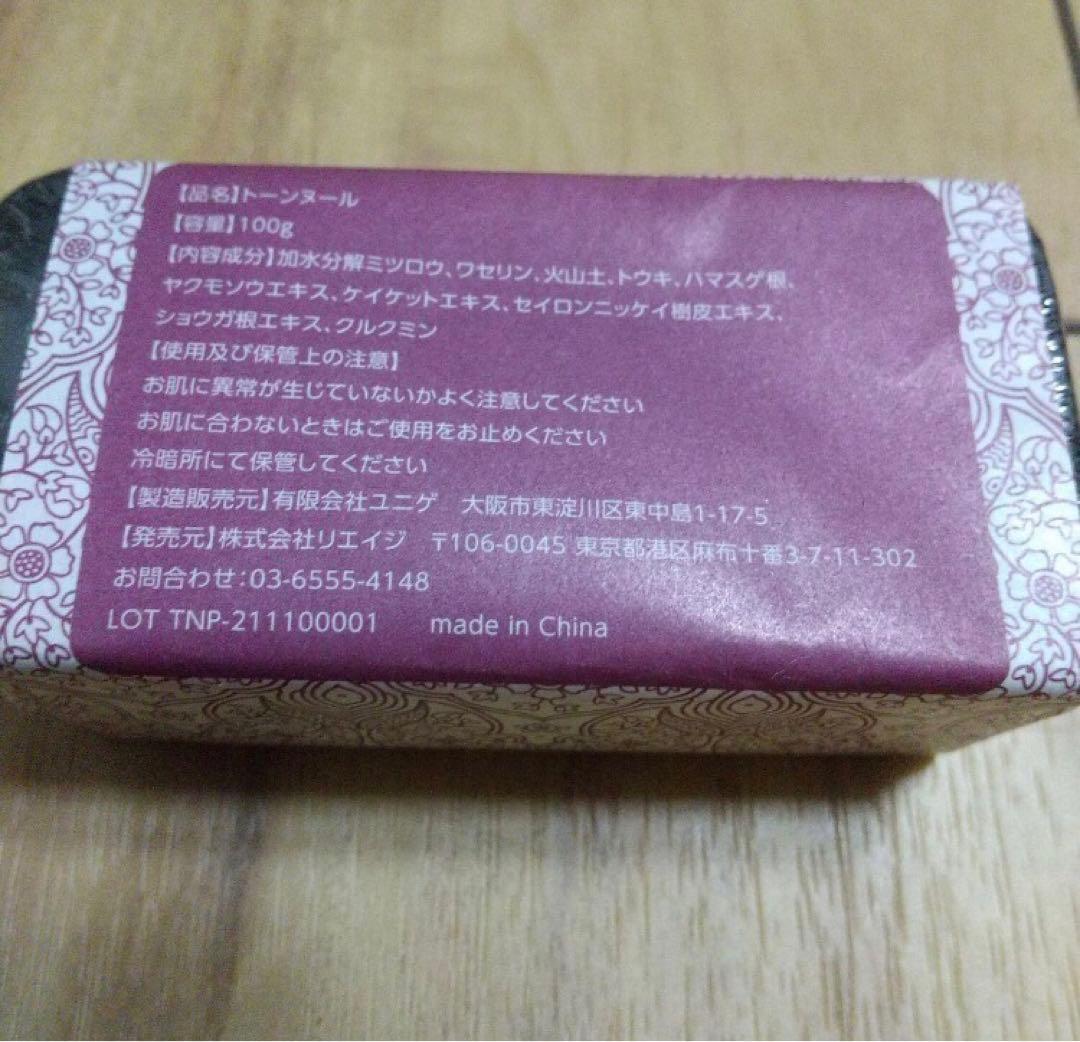 【品名】トーンヌール
【容量】100g
【内容成分】加水分解ミツロウ、ワセリン、火山土、トウキ、ハマスゲ根、
ヤクモソウエキス、ケイケットエキス、セイロンニッケイ樹皮エキス、
ショウガ根エキス、クルクミン
【使用及び保管上の注意】
お肌に異常が生じていないかよく注意してください
お肌に合わないときはご使用をお止めください
冷暗所にて保管してください
【製造販売元】有限会社ユニゲ 大阪市東淀川区東中島1-17-5
【発売元】株式会社リエイジ 〒106-0045 東京都港区麻布十番3-7-11-302
お問合わせ:03-6555-4148
LOT TNP-211100001 made in China